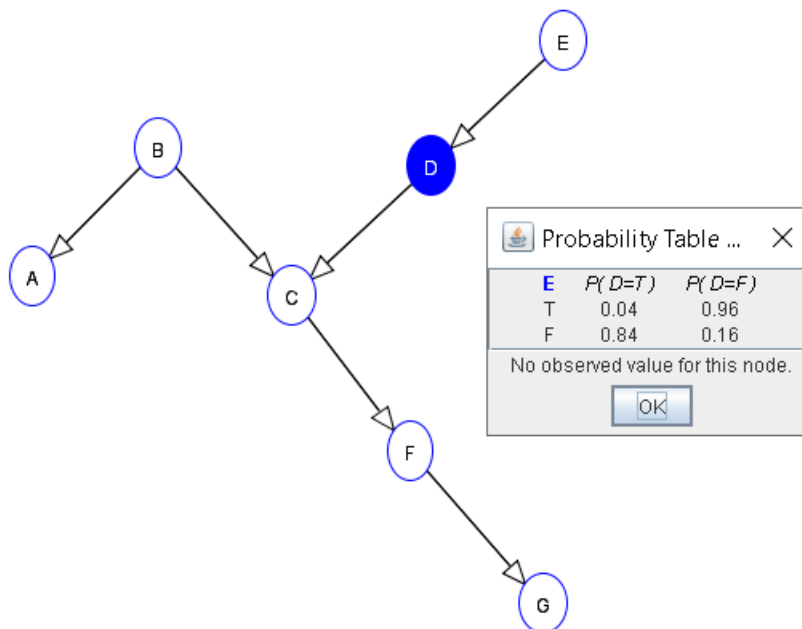 E
B
D
A
C
F
G
Probability Table ...
E P( D=T) P( D=F)
T 0.04 0.96
F 0.84 0.16
No observed value for this node.
OK